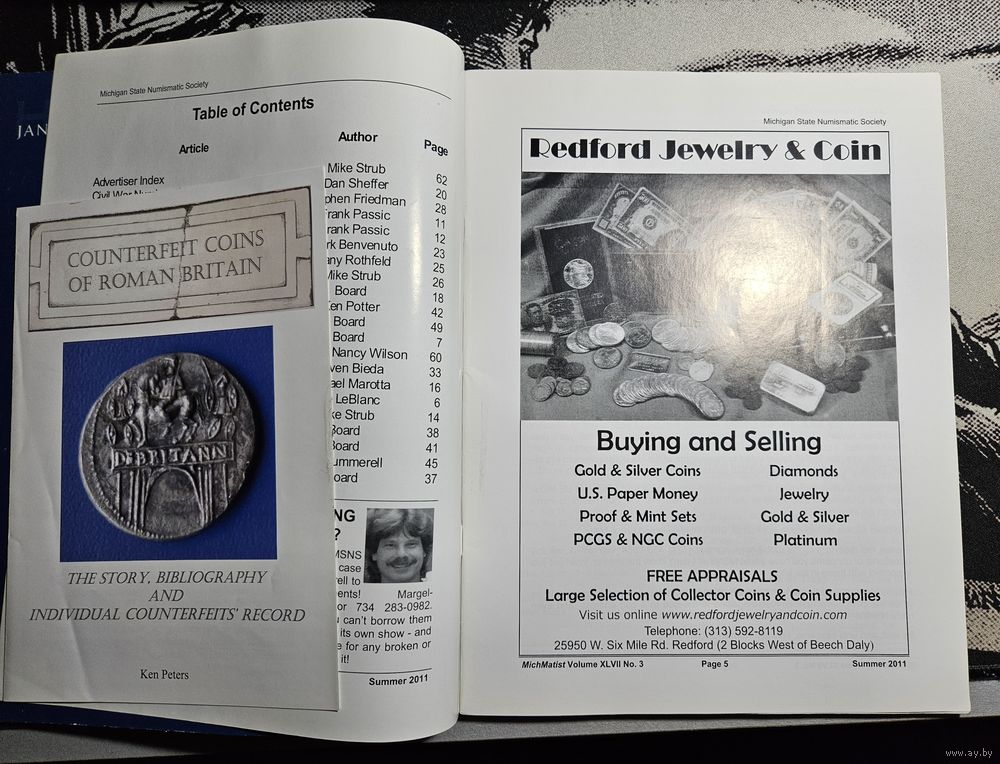 JAN
Michigan State Numismatic Society
Table of Contents
Article
Author
Page
Advertiser Index
Mike Strub
62
Dan Sheffer
20
phen Friedman
28
rank Passic
11
rank Passic
12
rk Benvenuto
23
any Rothfeld
25
Mike Strub
26
Board
18
en Potter
42
Board
49
Board
7
Nancy Wilson
60
ven Bieda
33
ael Marotta
16
LeBlanc
6
ke Strub
14
Board
38
Board
41
ummerell
45
oard
37
NG
?
MSNS
case
rell to
ents! Margel-
or 734 283-0982.
can't borrow them
its own show - and
e for any broken or
it!
Summer 2011
COUNTERFEIT COINS
OF ROMAN BRITAIN
DE BRITANN
THE STORY, BIBLIOGRAPHY
AND
INDIVIDUAL COUNTERFEITS' RECORD
Ken Peters
Michigan State Numismatic Society
Redford Jewelry & Coin
Buying and Selling
Gold & Silver Coins
Diamonds
U.S. Paper Money
Jewelry
Proof & Mint Sets
Gold & Silver
PCGS & NGC Coins
Platinum
FREE APPRAISALS
Large Selection of Collector Coins & Coin Supplies
Visit us online www.redfordjewelryandcoin.com
Telephone: (313) 592-8119
25950 W. Six Mile Rd. Redford (2 Blocks West of Beech Daly)
MichMatist Volume XLVII No. 3 Page 5 Summer 2011
www.ay.by